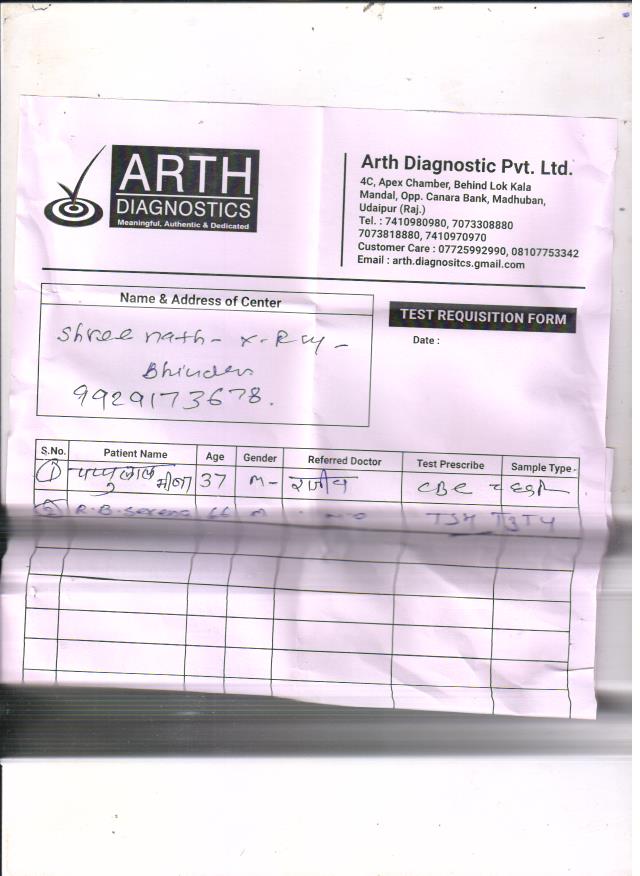 ARTH
DIAGNOSTICS
Meaningful, Authentic & Dedicated
Arth Diagnostic Pvt. Ltd.
4C, Apex Chamber, Behind Lok Kala
Mandal, Opp. Canara Bank, Madhuban,
Udaipur (Raj.)
Tel. : 7410980980, 7073308880
7073818880, 7410970970
Customer Care : 07725992990, 08107753342
Email : arth.diagnositcs.gmail.com
Name & Address of Center
TEST REQUISITION FORM
Date :
Shree nath - X-Ray -
Bhinder
9929173678.
S.No. Patient Name Age Gender Referred Doctor Test Prescribe Sample Type
1 पप्पुलाल मीणा 37 M- CBC ESR
2 R.B. M TSH T3T4